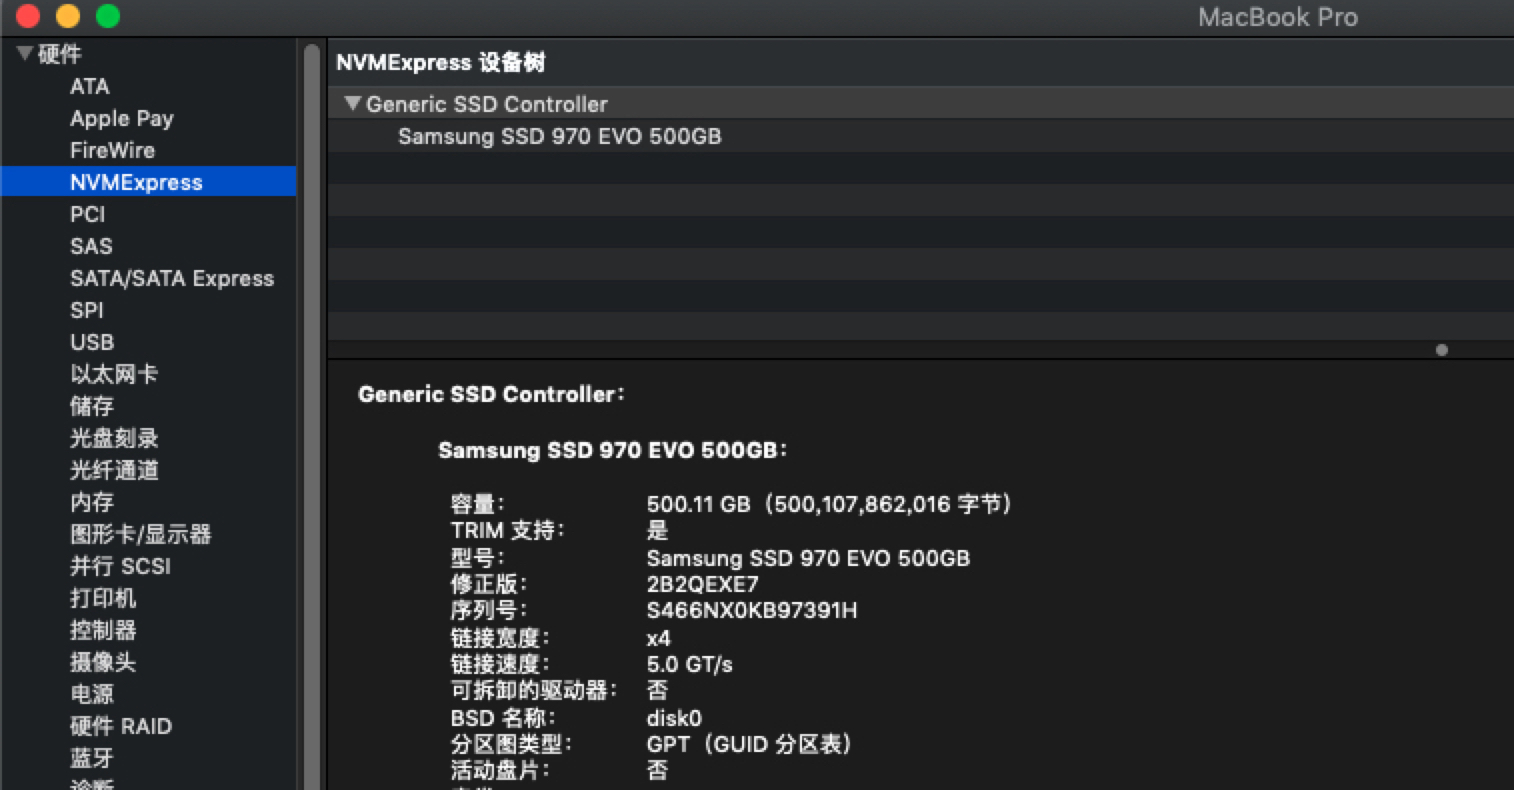 MacBook Pro
硬件
ATA
Apple Pay
FireWire
NVMExpress
PCI
SAS
SATA/SATA Express
SPI
USB
以太网卡
储存
光盘刻录
光纤通道
内存
图形卡/显示器
并行 SCSI
打印机
控制器
摄像头
电源
硬件 RAID
蓝牙
NVMExpress 设备树
Generic SSD Controller
Samsung SSD 970 EVO 500GB
Generic SSD Controller：
Samsung SSD 970 EVO 500GB：
容量： 500.11 GB（500,107,862,016 字节）
TRIM 支持： 是
型号： Samsung SSD 970 EVO 500GB
修正版： 2B2QEXE7
序列号： S466NX0KB97391H
链接宽度： x4
链接速度： 5.0 GT/s
可拆卸的驱动器： 否
BSD 名称： disk0
分区图类型： GPT（GUID 分区表）
活动盘片： 否